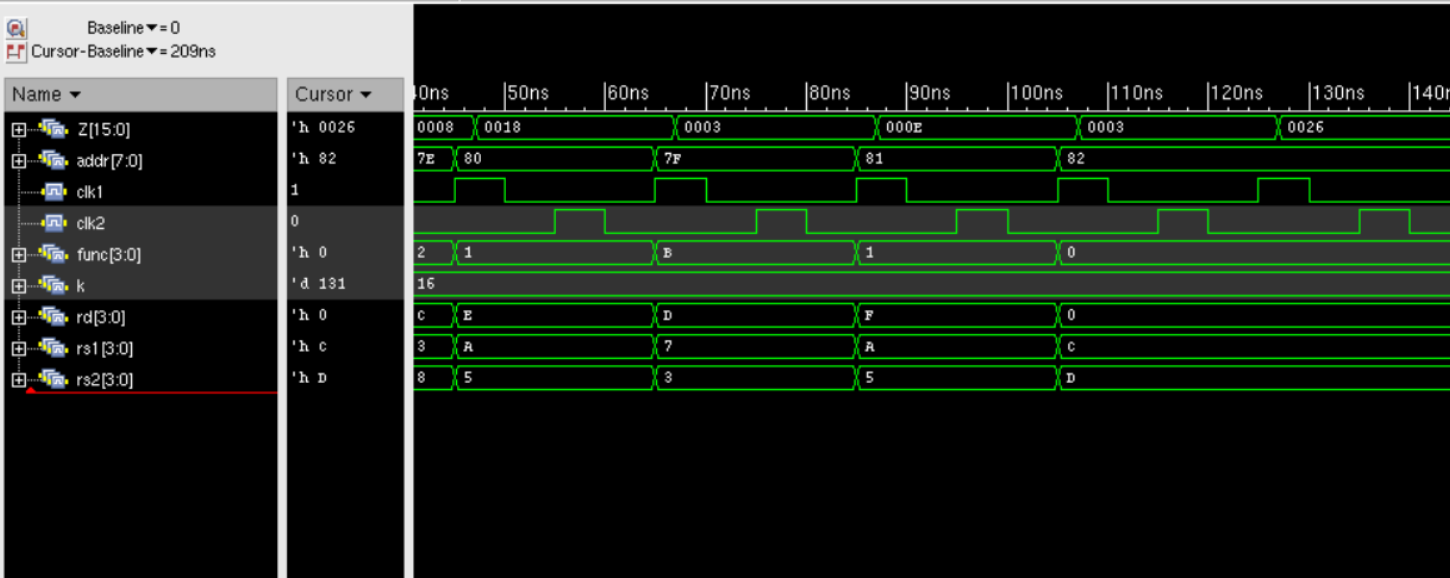 Baseline▼= 0
Cursor-Baseline▼= 209ns
Name ▼ Cursor ▼ 50ns 60ns 70ns 80ns 90ns 100ns 110ns 120ns 130ns
Z[15:0] 'h 0026 0008 0018 0003 000E 0003 0026
addr[7:0] 'h 82 7E 80 7F 81 82
clk1 1
clk2 0
func[3:0] 'h 0 2 1 B 1 0
k 'd 131 16
rd[3:0] 'h 0 C E D F 0
rs1[3:0] 'h C 3 A 7 A C
rs2[3:0] 'h D 8 5 3 5 D